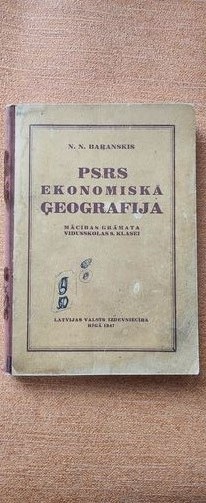 N. N. BARANSKIS
PSRS
EKONOMISKĀ
ĢEOGRAFIJA
MĀCĪBAS GRĀMATA
VIDUSSKOLAS 8. KLASEI
LATVIJAS VALSTS IZDEVNIECĪBA
RĪGĀ 1947